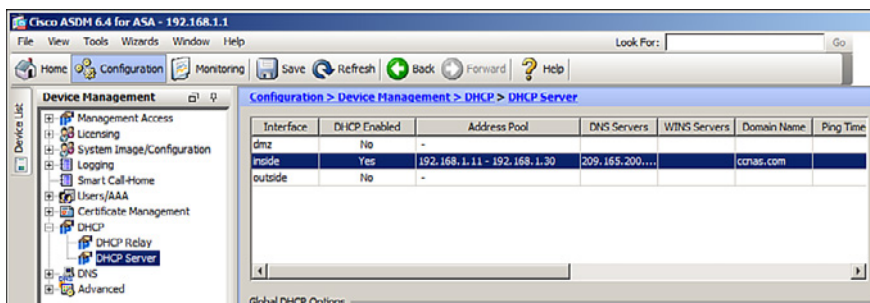 Cisco ASDM 6.4 for ASA - 192.168.1.1
File View Tools Wizards Window Help Look For: Go
Home Configuration Monitoring Save Refresh Back Forward Help
Device List
Device Management
Management Access
Licensing
System Image/Configuration
Logging
Smart Call-Home
Users/AAA
Certificate Management
DHCP
DHCP Relay
DHCP Server
DNS
Advanced
Configuration > Device Management > DHCP > DHCP Server
Interface DHCP Enabled Address Pool DNS Servers WINS Servers Domain Name Ping Time
dmz No -
inside Yes 192.168.1.11 - 192.168.1.30 209.165.200.... ccnas.com
outside No -
Global DHCP Options